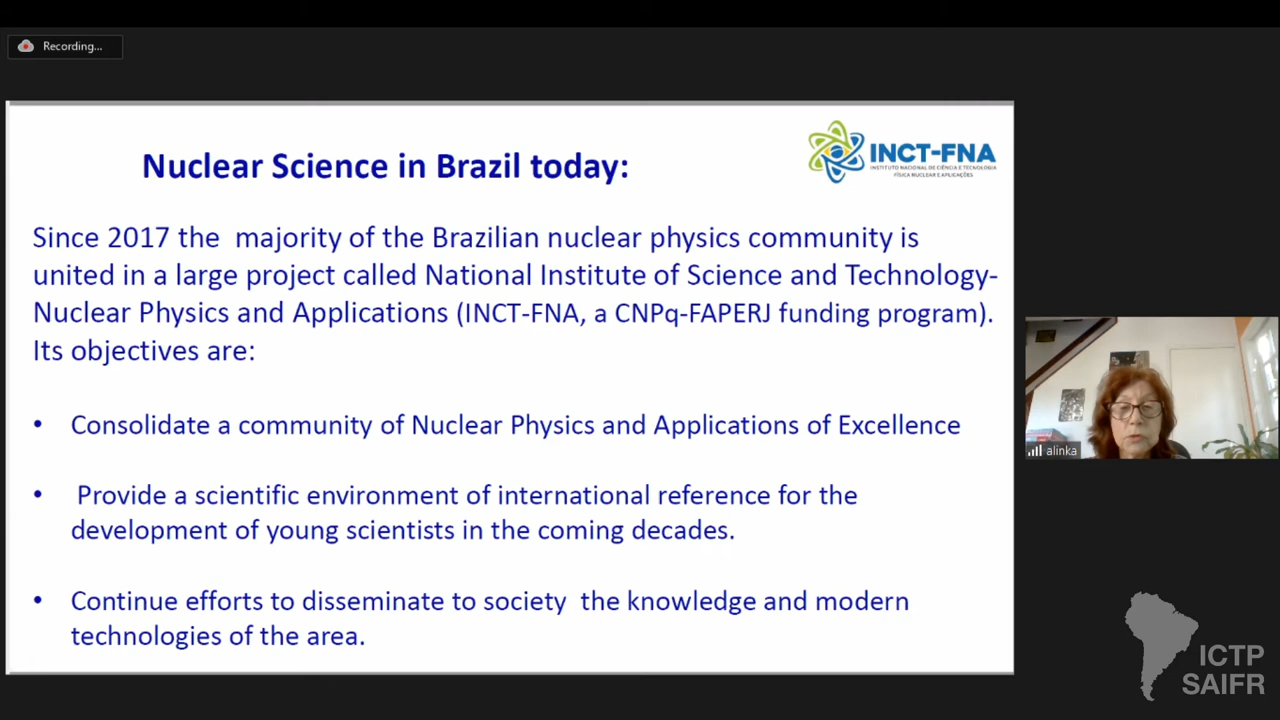 Recording...
Nuclear Science in Brazil today:
INCT-FNA
INSTITUTO NACIONAL DE CIÊNCIA E TECNOLOGIA
FÍSICA NUCLEAR E APLICAÇÕES
Since 2017 the  majority of the Brazilian nuclear physics community is
united in a large project called National Institute of Science and Technology-
Nuclear Physics and Applications (INCT-FNA, a CNPq-FAPERJ funding program).
Its objectives are:
• Consolidate a community of Nuclear Physics and Applications of Excellence
• Provide a scientific environment of international reference for the
development of young scientists in the coming decades.
• Continue efforts to disseminate to society  the knowledge and modern
technologies of the area.
alinka
ICTP
SAIFR